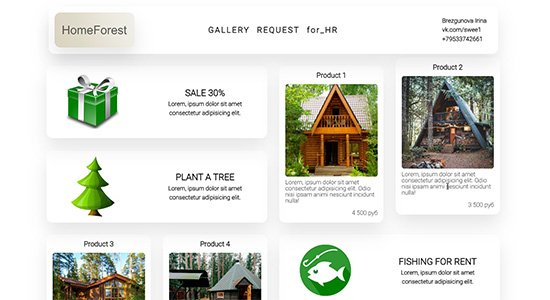 HomeForest
GALLERY REQUEST for_HR
Brezgunova Irina
vk.com/swee1
+79533742661
SALE 30%
Lorem, ipsum dolor sit amet
consectetur adipisicing elit.
PLANT A TREE
Lorem, ipsum dolor sit amet
consectetur adipisicing elit.
Product 1
Lorem, ipsum dolor sit amet
consectetur adipisicing elit. Odio
nisi ipsam animi nesciunt incidunt
nulla!
4 500 руб
Product 2
Lorem, ipsum dolor sit amet
consectetur adipisicing elit. Odio
nisi ipsam animi nesciunt incidunt
nulla!
3 500 руб
Product 3
Product 4
FISHING FOR RENT
Lorem, ipsum dolor sit amet
consectetur adipisicing elit.